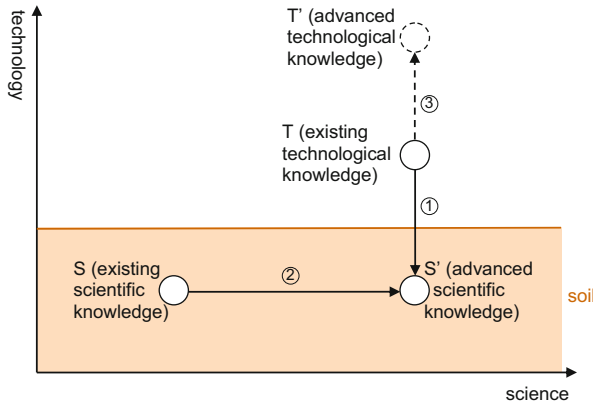 technology
T’ (advanced
technological
knowledge)
③
T (existing
technological
knowledge)
①
S (existing
scientific
knowledge)
②
S’ (advanced
scientific
knowledge)
soil
science